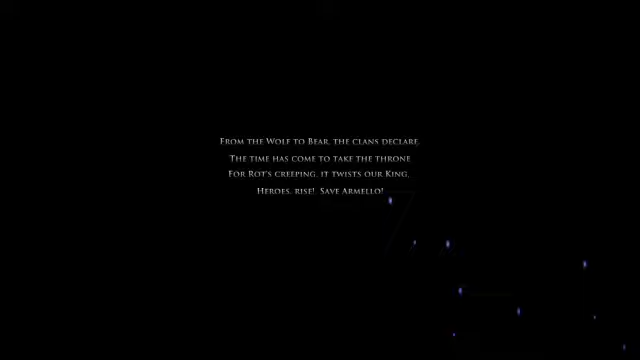 From the Wolf to Bear, the clans declare,
The time has come to take the throne
For Rot's creeping, it twists our King,
Heroes, rise! Save Armello!